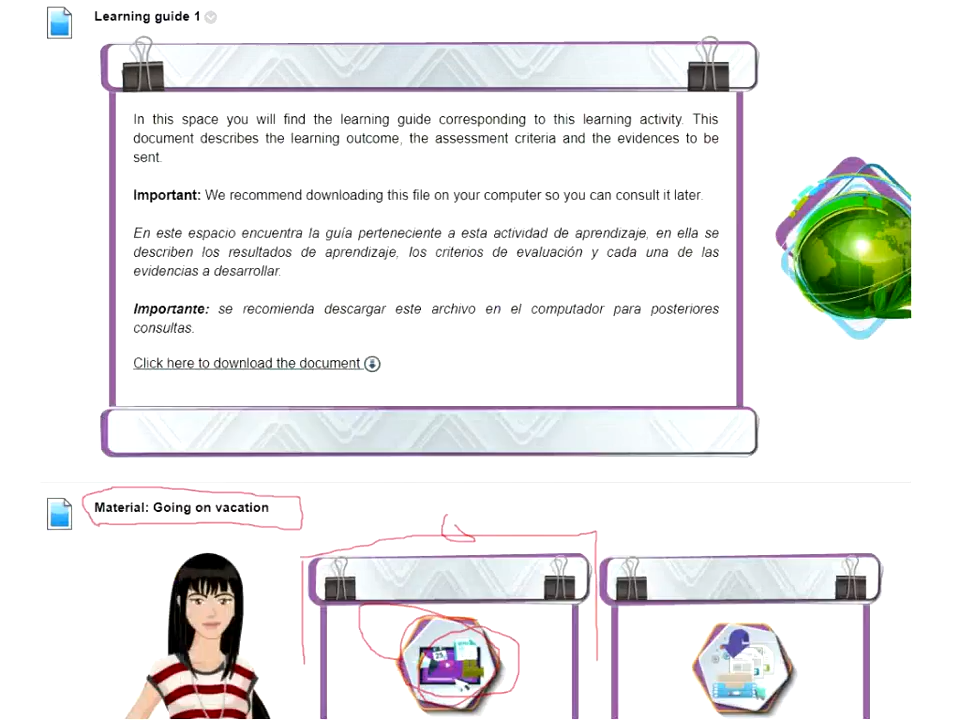 Learning guide 1
In this space you will find the learning guide corresponding to this learning activity. This
document describes the learning outcome, the assessment criteria and the evidences to be
sent.
Important: We recommend downloading this file on your computer so you can consult it later.
En este espacio encuentra la guía perteneciente a esta actividad de aprendizaje, en ella se
describen los resultados de aprendizaje, los criterios de evaluación y cada una de las
evidencias a desarrollar.
Importante: se recomienda descargar este archivo en el computador para posteriores
consultas.
Click here to download the document
Material: Going on vacation